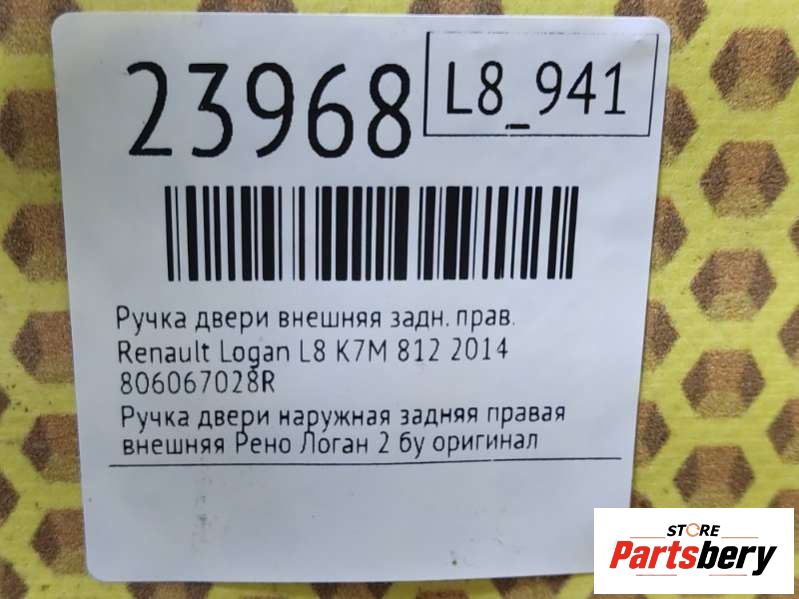 23968
L8_941
Ручка двери внешняя задн. прав.
Renault Logan L8 K7M 812 2014
806067028R
Ручка двери наружная задняя правая
внешняя Рено Логан 2 бу оригинал
STORE
Partsbery